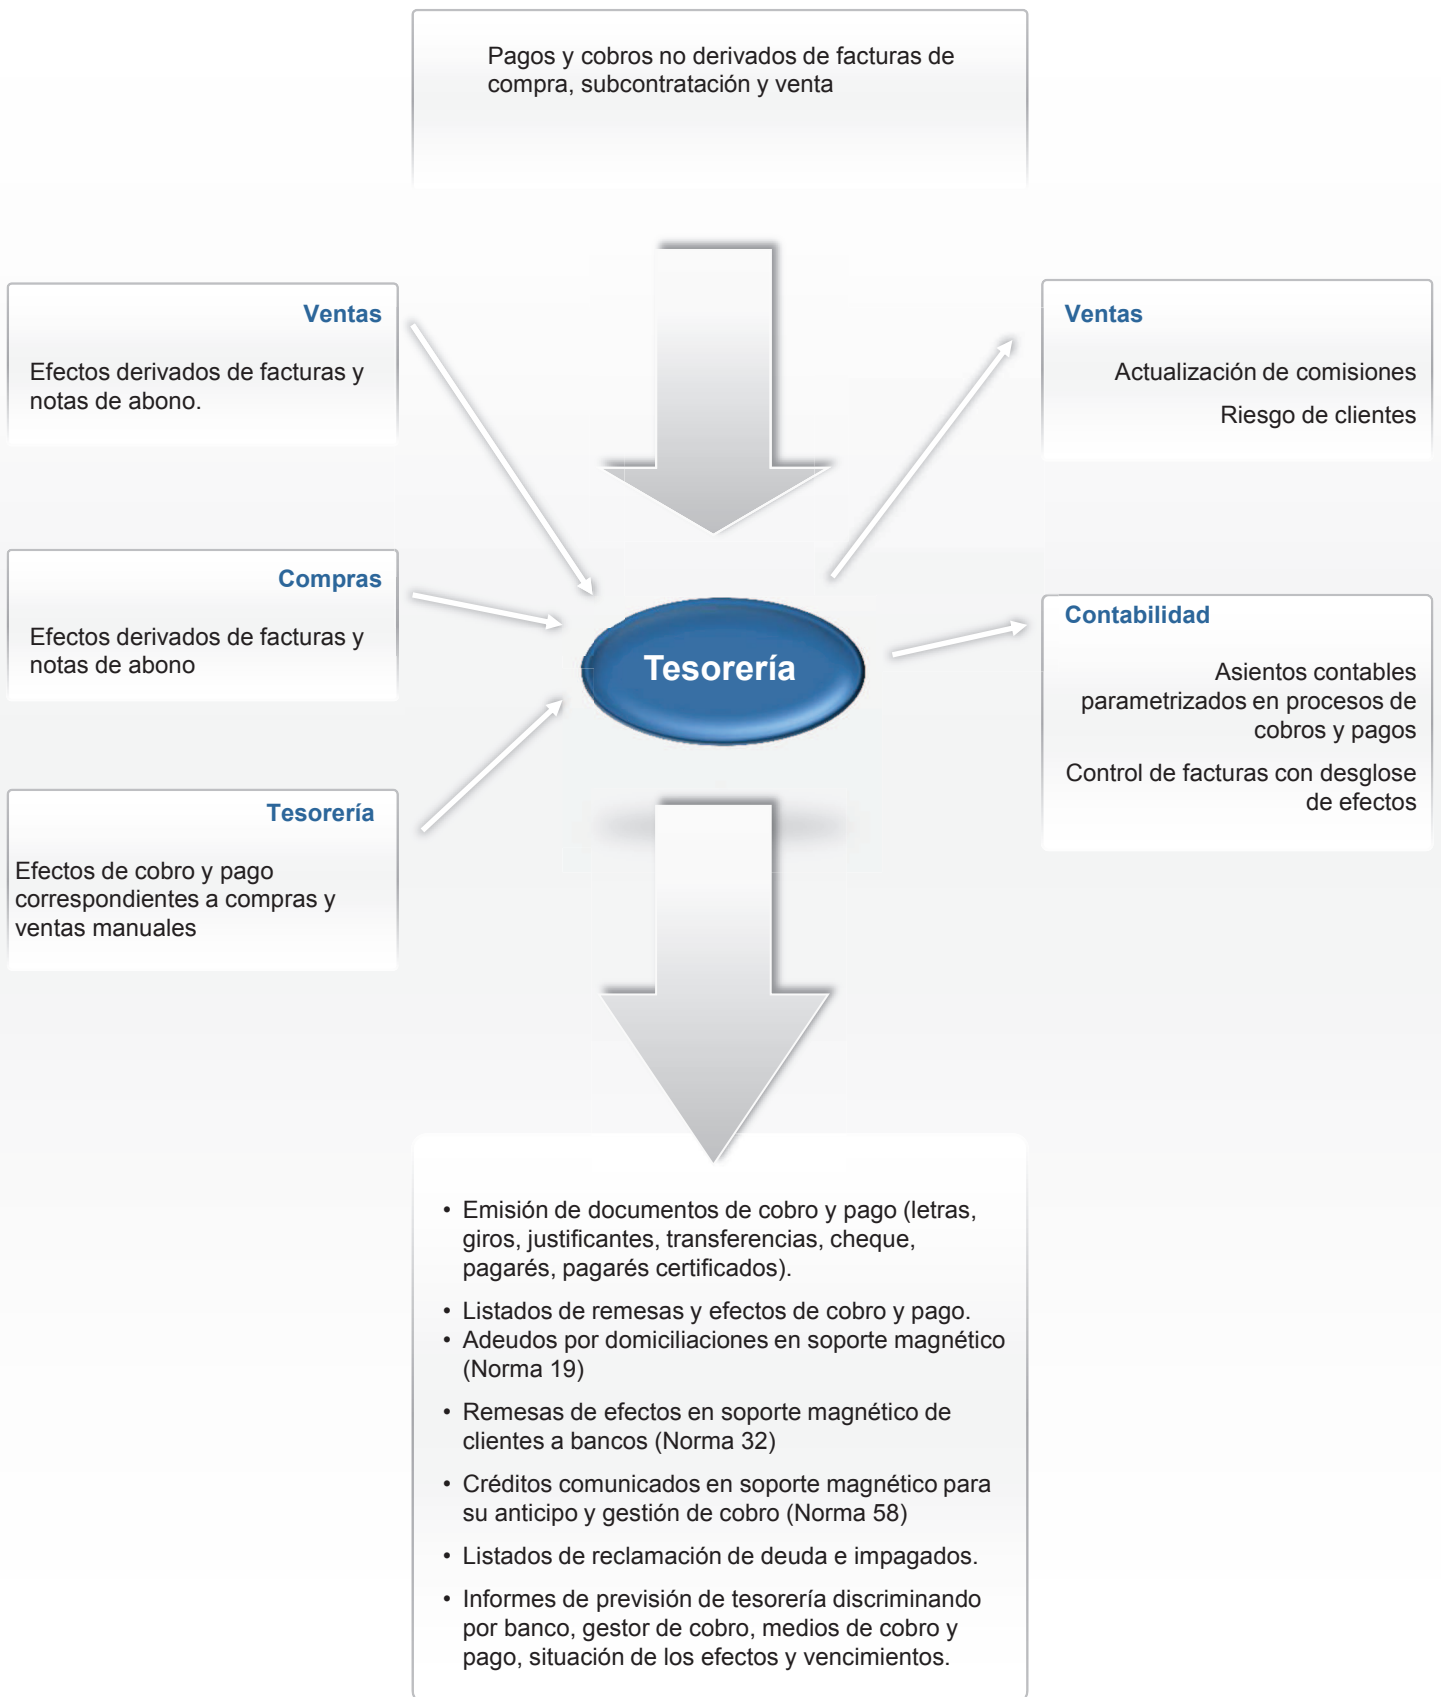 Pagos y cobros no derivados de facturas de
compra, subcontratación y venta
Ventas
Efectos derivados de facturas y
notas de abono.
Compras
Efectos derivados de facturas y
notas de abono
Tesorería
Efectos de cobro y pago
correspondientes a compras y
ventas manuales
Tesorería
Ventas
Actualización de comisiones
Riesgo de clientes
Contabilidad
Asientos contables
parametrizados en procesos de
cobros y pagos
Control de facturas con desglose
de efectos
• Emisión de documentos de cobro y pago (letras,
giros, justificantes, transferencias, cheque,
pagarés, pagarés certificados).
• Listados de remesas y efectos de cobro y pago.
• Adeudos por domiciliaciones en soporte magnético
(Norma 19)
• Remesas de efectos en soporte magnético de
clientes a bancos (Norma 32)
• Créditos comunicados en soporte magnético para
su anticipo y gestión de cobro (Norma 58)
• Listados de reclamación de deuda e impagados.
• Informes de previsión de tesorería discriminando
por banco, gestor de cobro, medios de cobro y
pago, situación de los efectos y vencimientos.